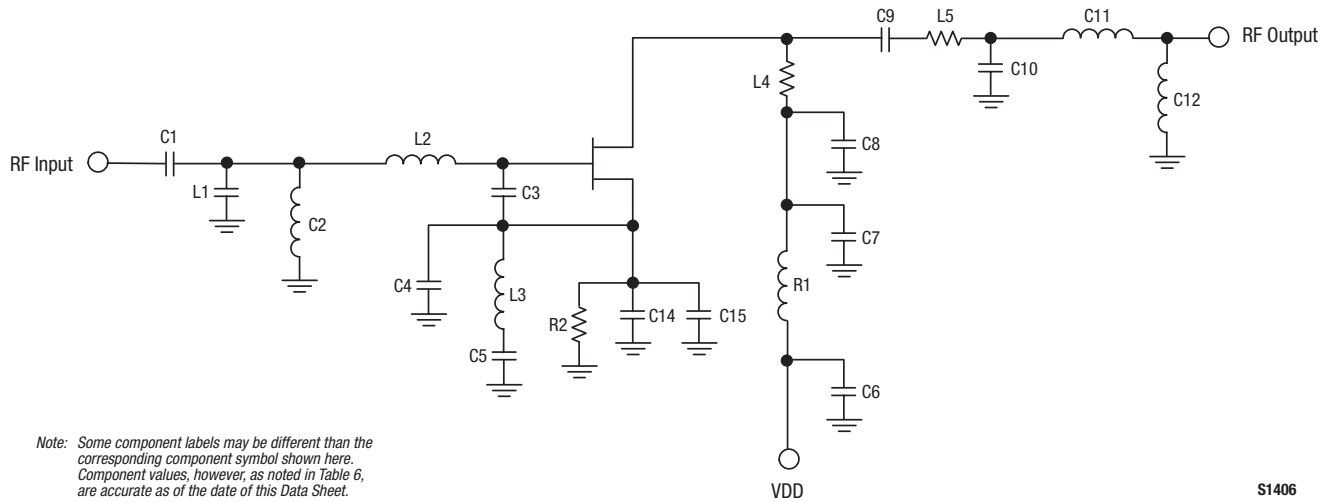 C9
L5
C11
RF Output
C10
C12
L4
C8
C1
L2
RF Input
L1
C2
C3
C7
C4
L3
R1
R2
C14
C15
C5
C6
Note: Some component labels may be different than the
corresponding component symbol shown here.
Component values, however, as noted in Table 6,
are accurate as of the date of this Data Sheet.
VDD
S1406